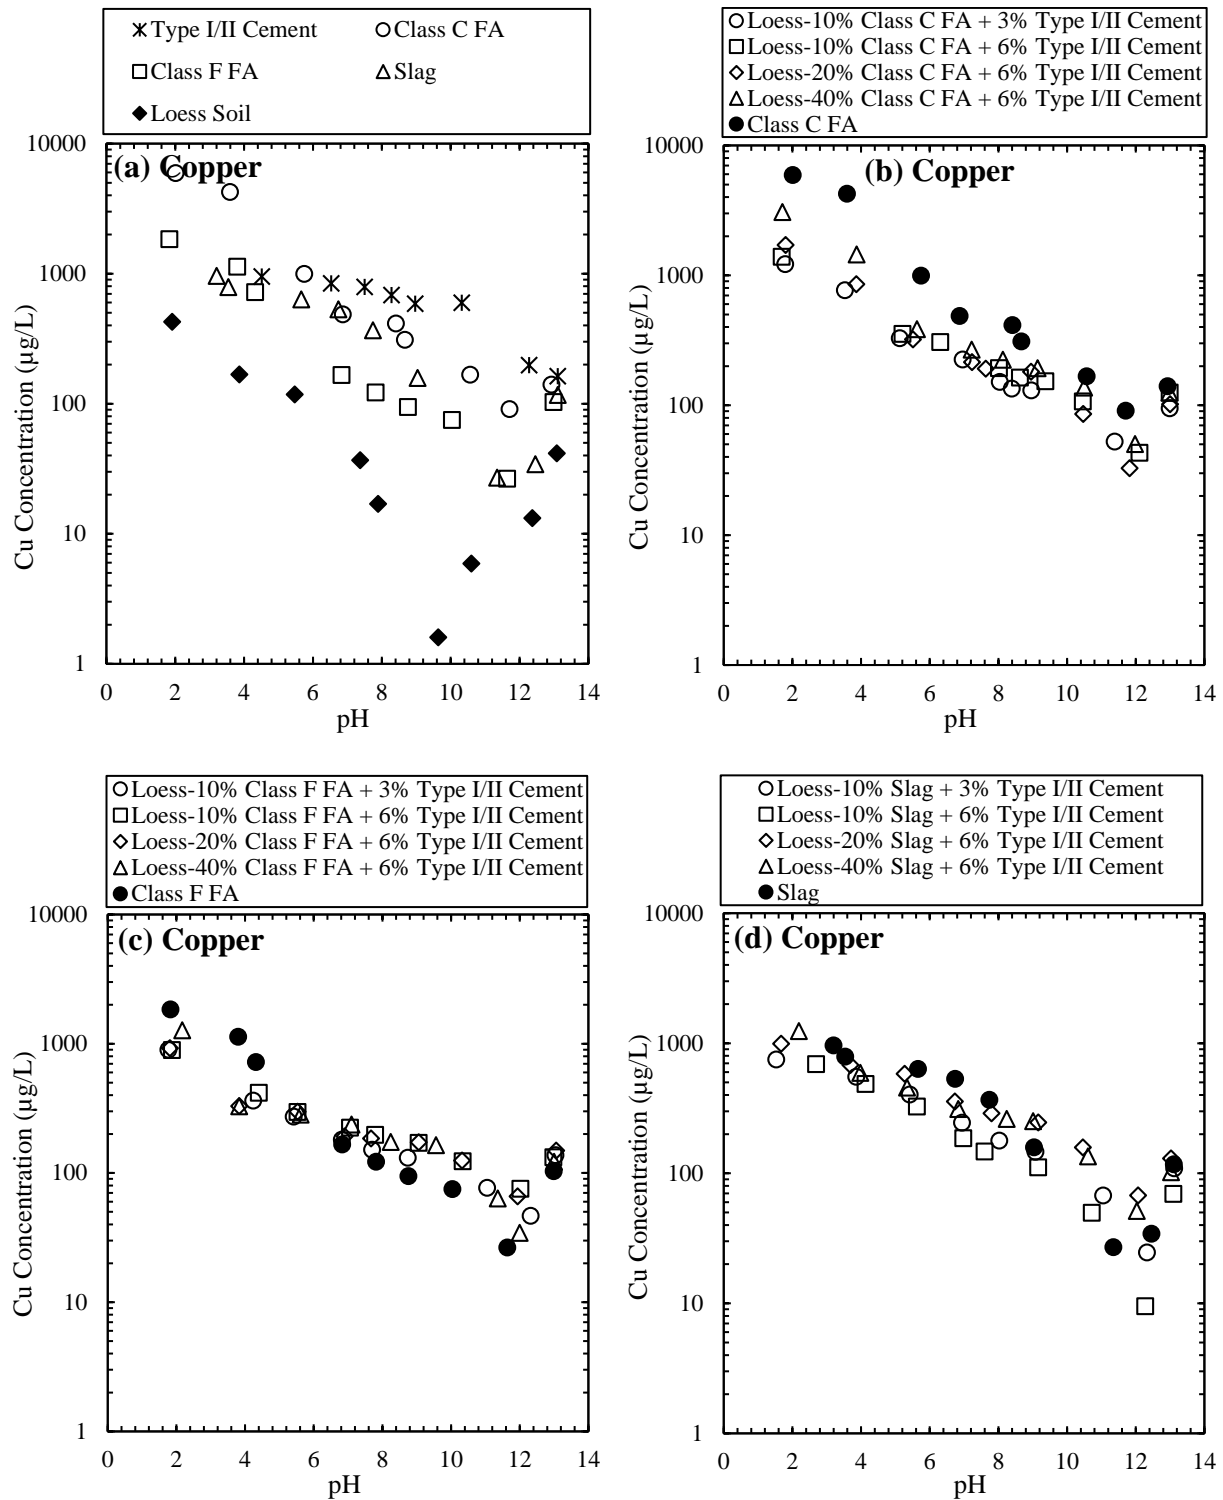 Type I/II Cement Class C FA
Class F FA Slag
Loess Soil
10000
1000
100
10
1
(a) Copper
Cu Concentration (µg/L)
0 2 4 6 8 10 12 14
pH
Loess-10% Class C FA + 3% Type I/II Cement
Loess-10% Class C FA + 6% Type I/II Cement
Loess-20% Class C FA + 6% Type I/II Cement
Loess-40% Class C FA + 6% Type I/II Cement
Class C FA
10000
1000
100
10
1
(b) Copper
Cu Concentration (µg/L)
0 2 4 6 8 10 12 14
pH
Loess-10% Class F FA + 3% Type I/II Cement
Loess-10% Class F FA + 6% Type I/II Cement
Loess-20% Class F FA + 6% Type I/II Cement
Loess-40% Class F FA + 6% Type I/II Cement
Class F FA
10000
1000
100
10
1
(c) Copper
Cu Concentration (µg/L)
0 2 4 6 8 10 12 14
pH
Loess-10% Slag + 3% Type I/II Cement
Loess-10% Slag + 6% Type I/II Cement
Loess-20% Slag + 6% Type I/II Cement
Loess-40% Slag + 6% Type I/II Cement
Slag
10000
1000
100
10
1
(d) Copper
Cu Concentration (µg/L)
0 2 4 6 8 10 12 14
pH